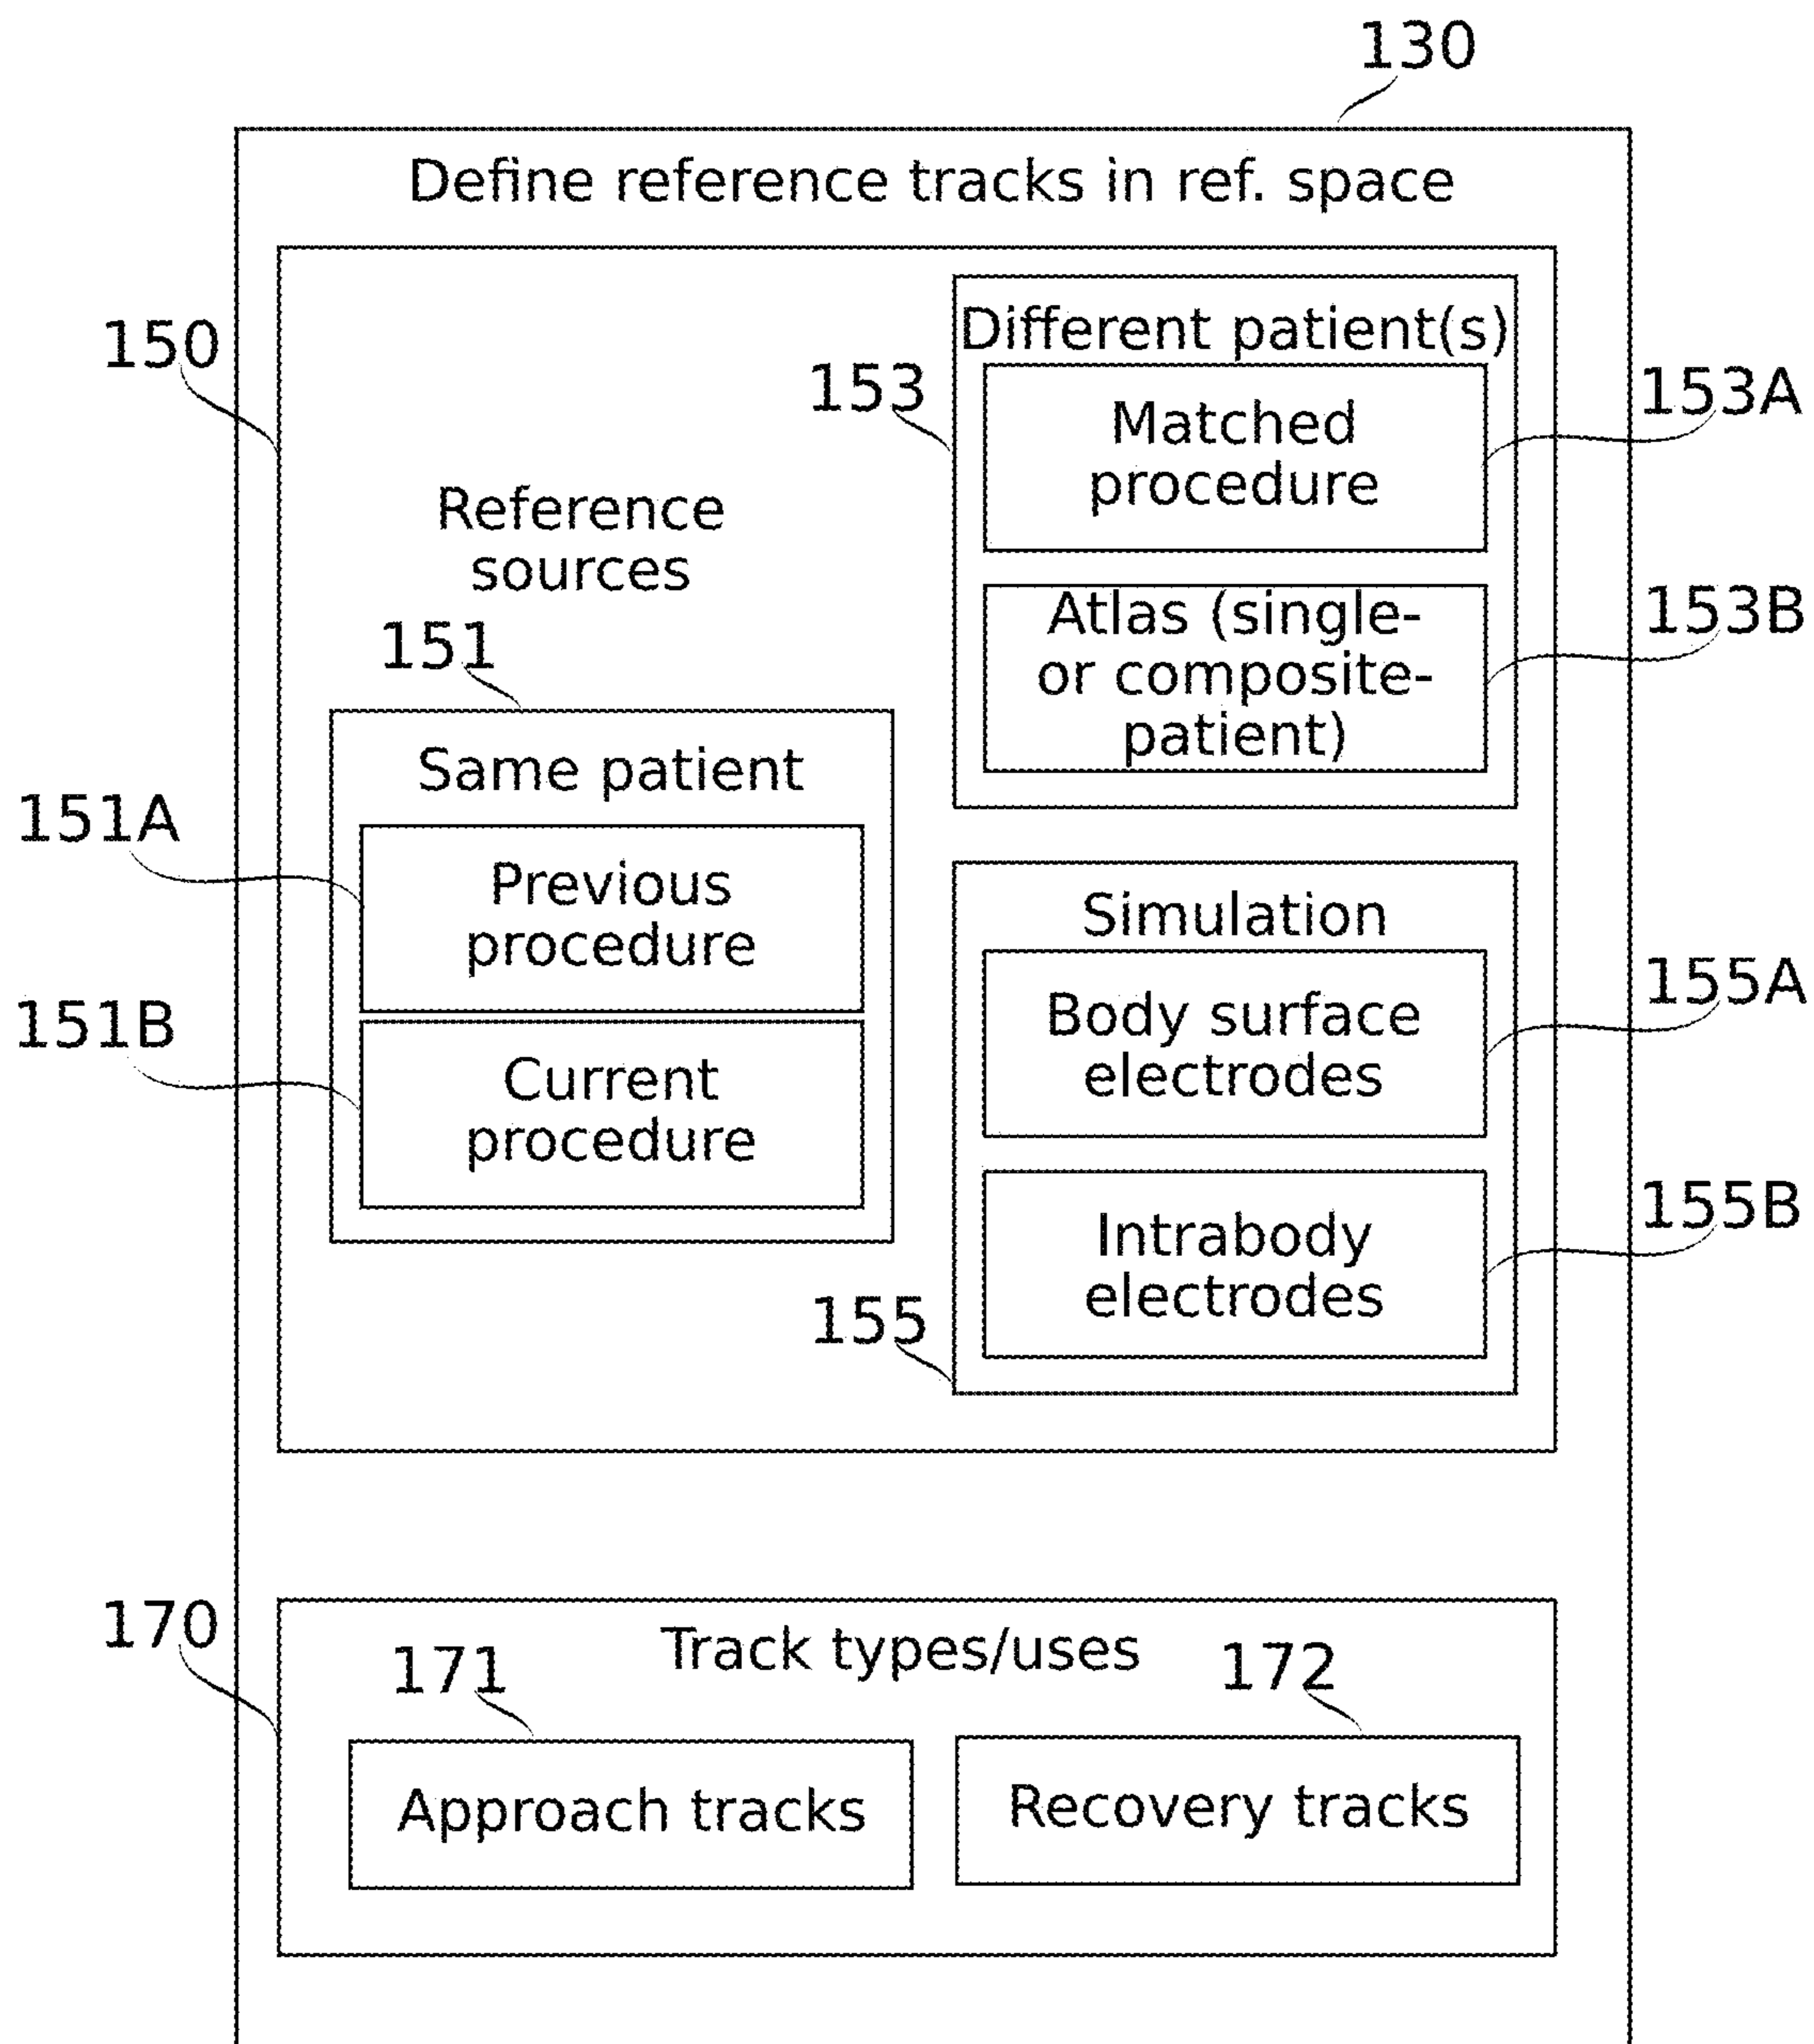 130
Define reference tracks in ref. space
150
Reference
sources
153
Different patient(s)
Matched
procedure
153A
Atlas (single-
or composite-
patient)
153B
151
Same patient
151A
Previous
procedure
151B
Current
procedure
Simulation
Body surface
electrodes
155A
Intrabody
electrodes
155B
155
170
Track types/uses
171
Approach tracks
172
Recovery tracks